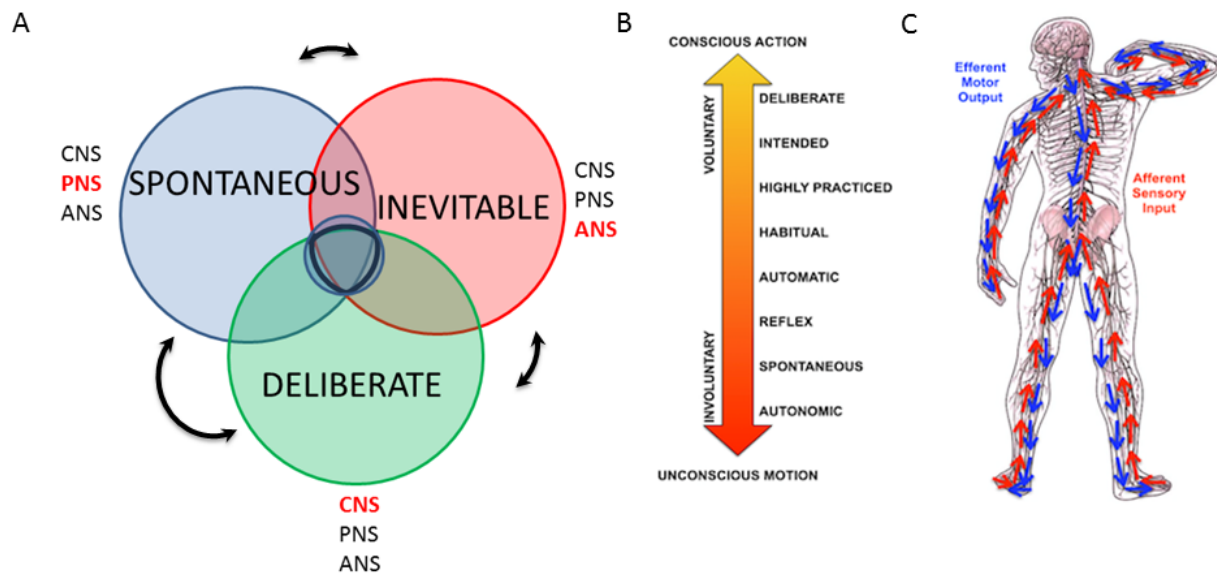 A
SPONTANEOUS
INEVITABLE
DELIBERATE
CNS
PNS
ANS
CNS
PNS
ANS
CNS
PNS
ANS
B
CONSCIOUS ACTION
VOLUNTARY
INVOLUNTARY
DELIBERATE
INTENDED
HIGHLY PRACTICED
HABITUAL
AUTOMATIC
REFLEX
SPONTANEOUS
AUTONOMIC
UNCONSCIOUS MOTION
C
Efferent
Motor
Output
Afferent
Sensory
Input